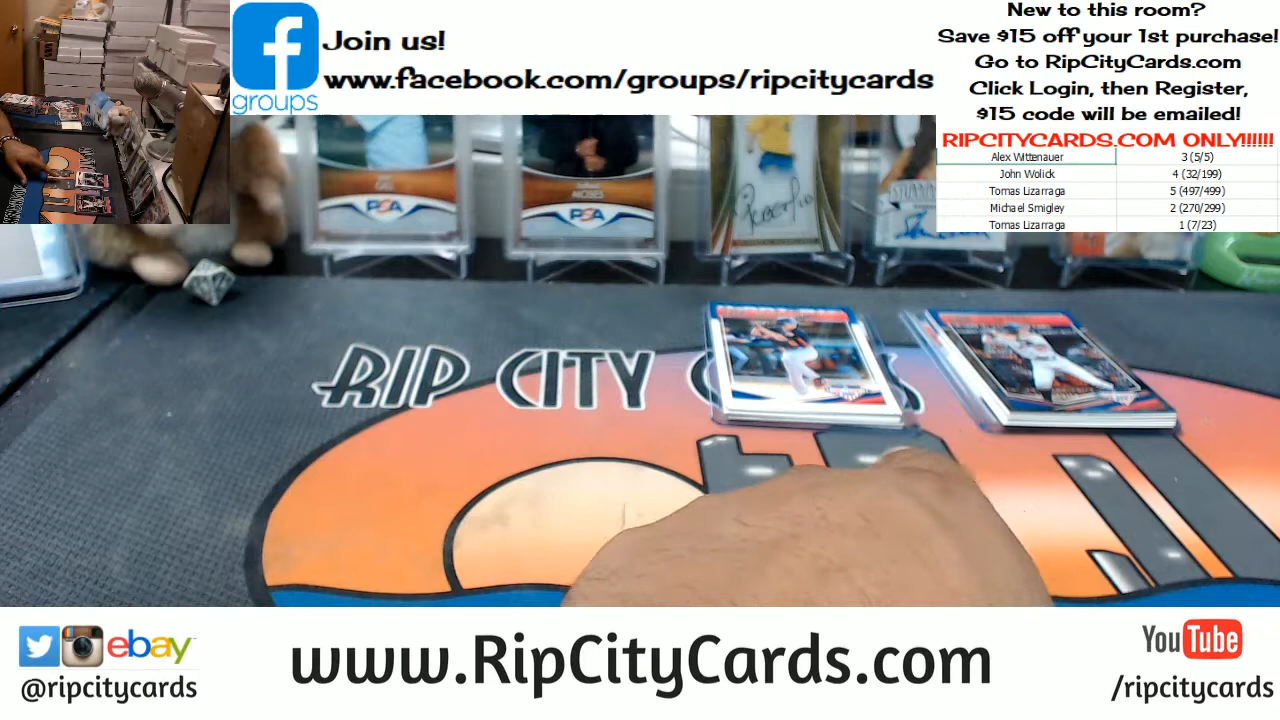 Join us!
www.facebook.com/groups/ripcitycards
groups
New to this room?
Save $15 off your 1st purchase!
Go to RipCityCards.com
Click Login, then Register,
$15 code will be emailed!
RIPCITYCARDS.COM ONLY!!!!!!
Alex Wittenauer 3 (5/5)
John Wolick 4 (32/199)
Tomas Lizarraga 5 (497/499)
Michael Smigley 2 (270/299)
Tomas Lizarraga 1 (7/23)
PSA
PSA
RIP CITY
ebay
@ripcitycards
www.RipCityCards.com
YouTube
/ripcitycards